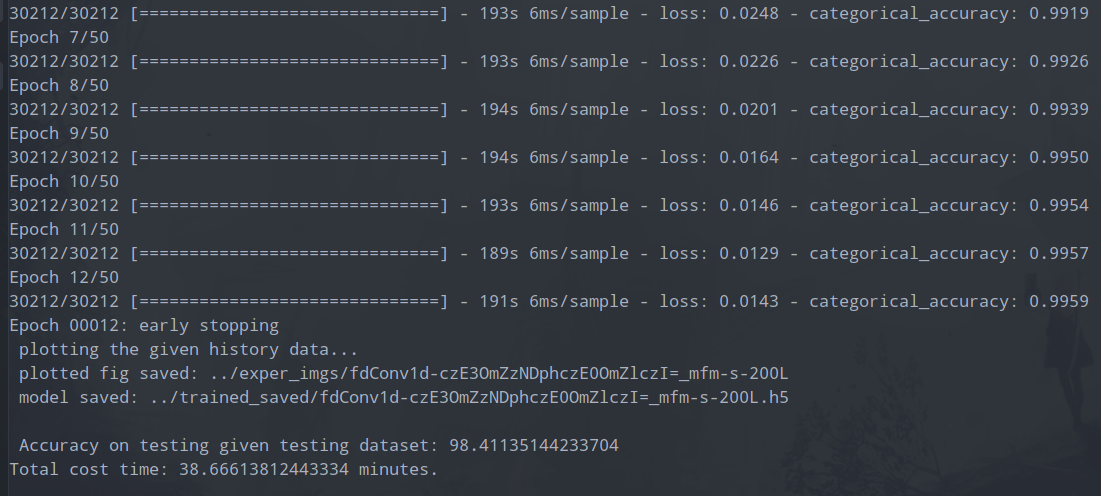 30212/30212 [==============================] - 193s 6ms/sample - loss: 0.0248 - categorical_accuracy: 0.9919
Epoch 7/50
30212/30212 [==============================] - 193s 6ms/sample - loss: 0.0226 - categorical_accuracy: 0.9926
Epoch 8/50
30212/30212 [==============================] - 194s 6ms/sample - loss: 0.0201 - categorical_accuracy: 0.9939
Epoch 9/50
30212/30212 [==============================] - 194s 6ms/sample - loss: 0.0164 - categorical_accuracy: 0.9950
Epoch 10/50
30212/30212 [==============================] - 193s 6ms/sample - loss: 0.0146 - categorical_accuracy: 0.9954
Epoch 11/50
30212/30212 [==============================] - 189s 6ms/sample - loss: 0.0129 - categorical_accuracy: 0.9957
Epoch 12/50
30212/30212 [==============================] - 191s 6ms/sample - loss: 0.0143 - categorical_accuracy: 0.9959
Epoch 00012: early stopping
plotting the given history data...
plotted fig saved: ../exper_imgs/fdConv1d-czE3OmZzNDphczE0OmZlczI=_mfm-s-200L
model saved: ../trained_saved/fdConv1d-czE3OmZzNDphczE0OmZlczI=_mfm-s-200L.h5
Accuracy on testing given testing dataset: 98.41135144233704
Total cost time: 38.66613812443334 minutes.